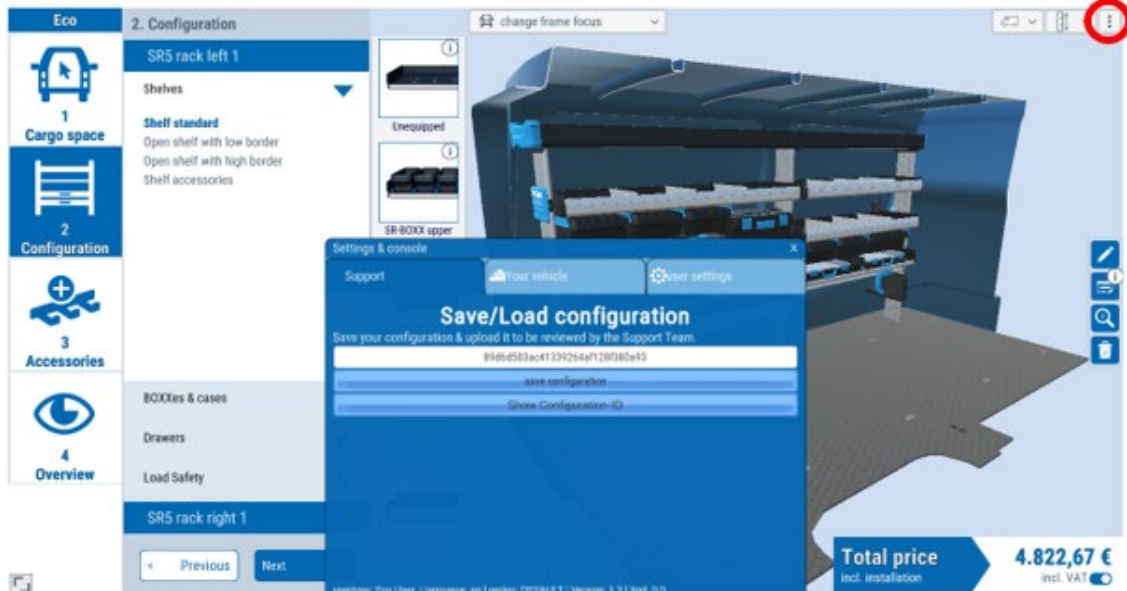 Eco
1
Cargo space
2
Configuration
3
Accessories
4
Overview
2. Configuration
SR5 rack left 1
Shelves
Shelf standard
Open shelf with low border
Open shelf with high border
Shelf accessories
BOXXes & cases
Drawers
Load Safety
SR5 rack right 1
< Previous
Next
Unequipped
SR-BOXX upper
change frame focus
Settings & console
X
Support
Your vehicle
user settings
Save/Load configuration
Save your configuration & upload it to be reviewed by the Support Team.
save configuration
Show Configuration-ID
Total price
incl. installation
4.822,67 €
incl. VAT